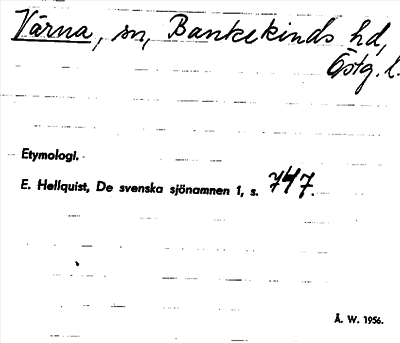 Värna, sn, Bankekinds hd,
Östg. l.
Etymologi.
E. Hellquist, De svenska sjönamnen 1, s. 747.
Å. W. 1956.